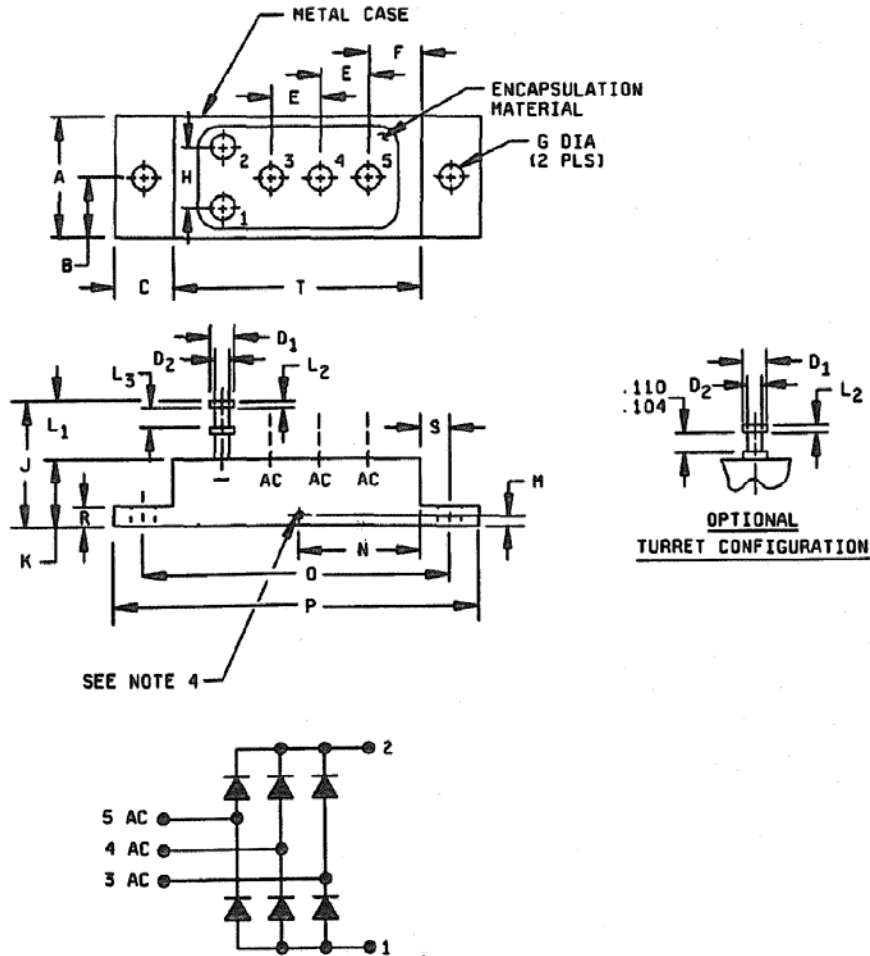 METAL CASE
F
E
E
ENCAPSULATION
MATERIAL
G DIA
(2 PLS)
A
H
2
3
4
5
1
B
C
T
D1
D2
L3
L2
L1
J
S
AC AC AC
M
R
K
N
O
P
SEE NOTE 4
D1
.110
.104
D2
L2
OPTIONAL
TURRET CONFIGURATION
2
5 AC
4 AC
3 AC
1